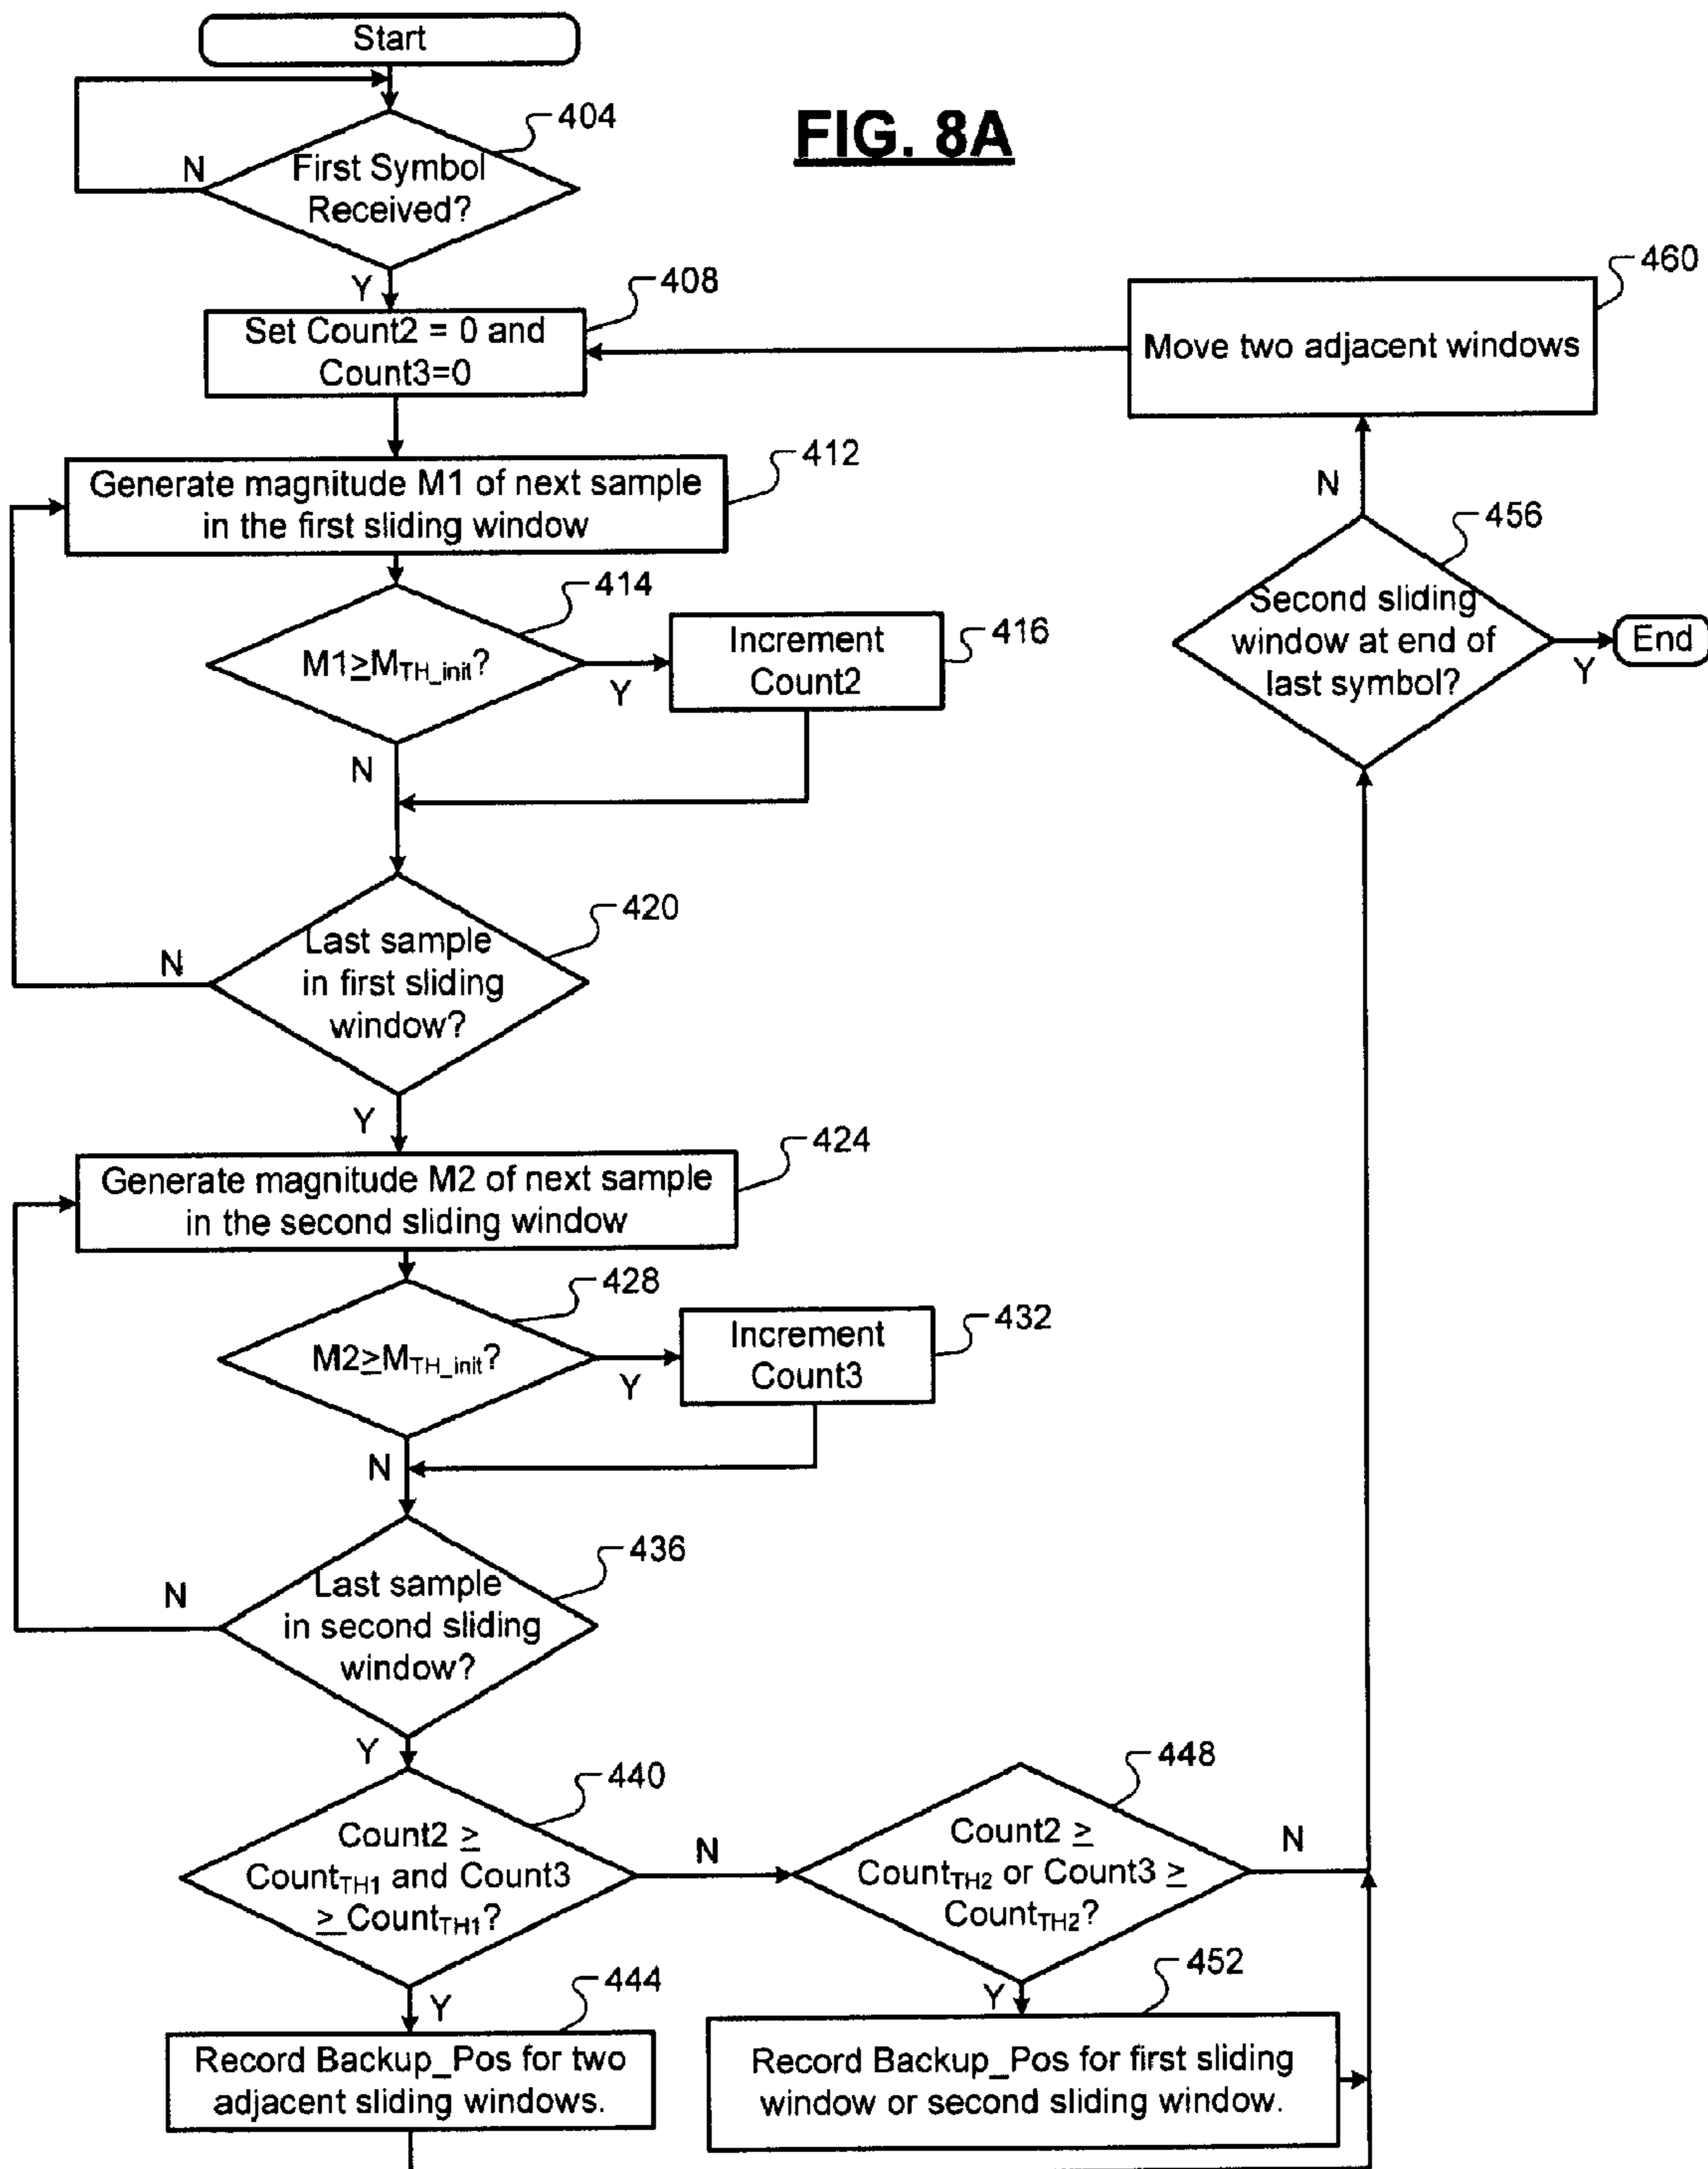 Start
FIG. 8A
404
N
First Symbol
Received?
Y
408
Set Count2 = 0 and
Count3=0
460
Move two adjacent windows
412
Generate magnitude M1 of next sample
in the first sliding window
N
456
Second sliding
window at end of
last symbol?
Y
End
414
M1≥MTH_init?
Y
416
Increment
Count2
N
420
Last sample
in first sliding
window?
N
Y
424
Generate magnitude M2 of next sample
in the second sliding window
428
M2≥MTH_init?
Y
432
Increment
Count3
N
436
Last sample
in second sliding
window?
N
Y
440
Count2 ≥
CountTH1 and Count3
≥ CountTH1?
N
448
Count2 ≥
CountTH2 or Count3 ≥
CountTH2?
N
Y
444
Record Backup_Pos for two
adjacent sliding windows.
Y
452
Record Backup_Pos for first sliding
window or second sliding window.